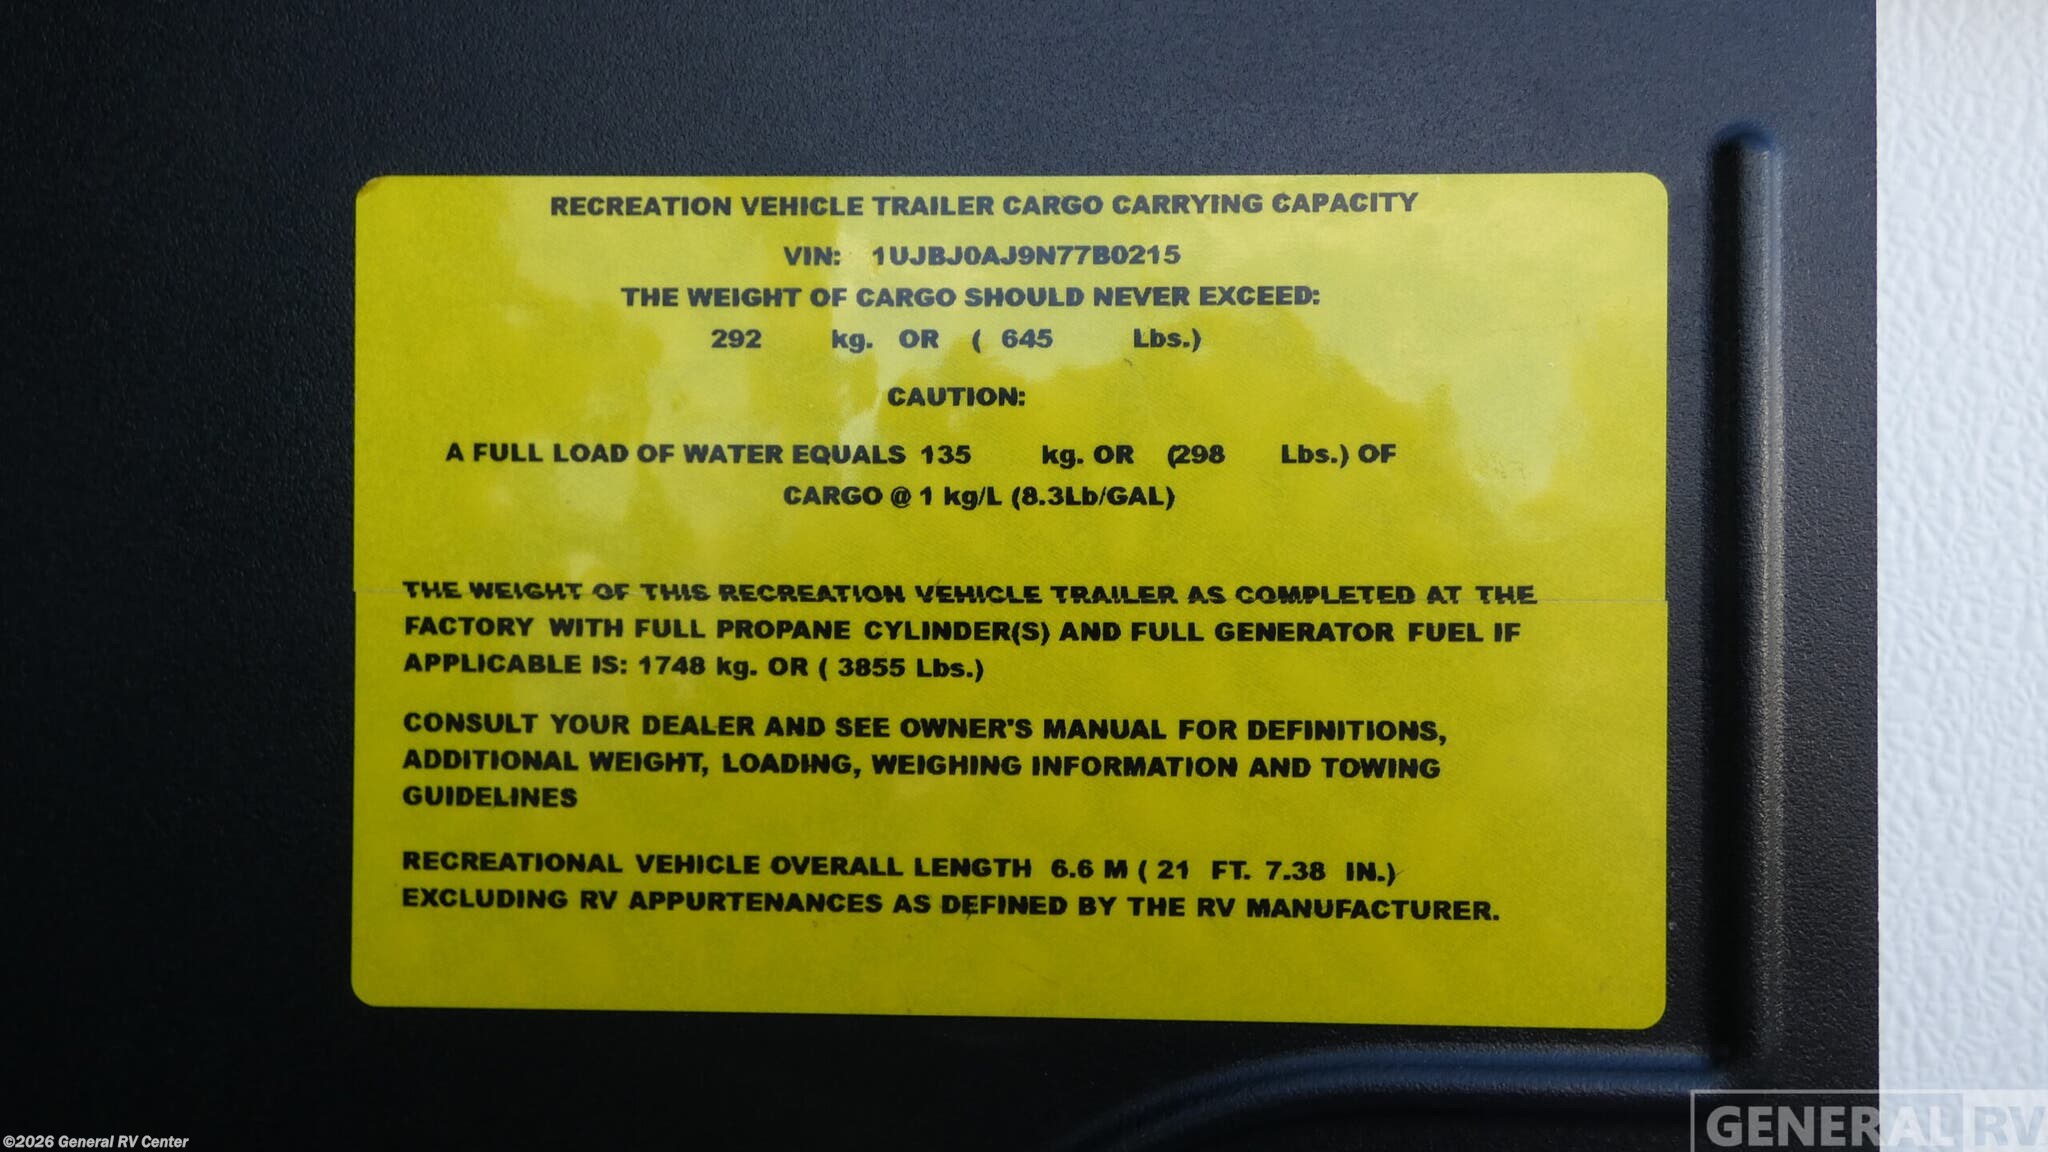 RECREATION VEHICLE TRAILER CARGO CARRYING CAPACITY
VIN: 1UJBJ0AJ9N77B0215
THE WEIGHT OF CARGO SHOULD NEVER EXCEED:
292 kg. OR ( 645 Lbs.)
CAUTION:
A FULL LOAD OF WATER EQUALS 135 kg. OR (298 Lbs.) OF
CARGO @ 1 kg/L (8.3Lb/GAL)
THE WEIGHT OF THIS RECREATION VEHICLE TRAILER AS COMPLETED AT THE
FACTORY WITH FULL PROPANE CYLINDER(S) AND FULL GENERATOR FUEL IF
APPLICABLE IS: 1748 kg. OR ( 3855 Lbs.)
CONSULT YOUR DEALER AND SEE OWNER'S MANUAL FOR DEFINITIONS,
ADDITIONAL WEIGHT, LOADING, WEIGHING INFORMATION AND TOWING
GUIDELINES
RECREATIONAL VEHICLE OVERALL LENGTH 6.6 M ( 21 FT. 7.38 IN.)
EXCLUDING RV APPURTENANCES AS DEFINED BY THE RV MANUFACTURER.
©2026 General RV Center
GENERAL RV